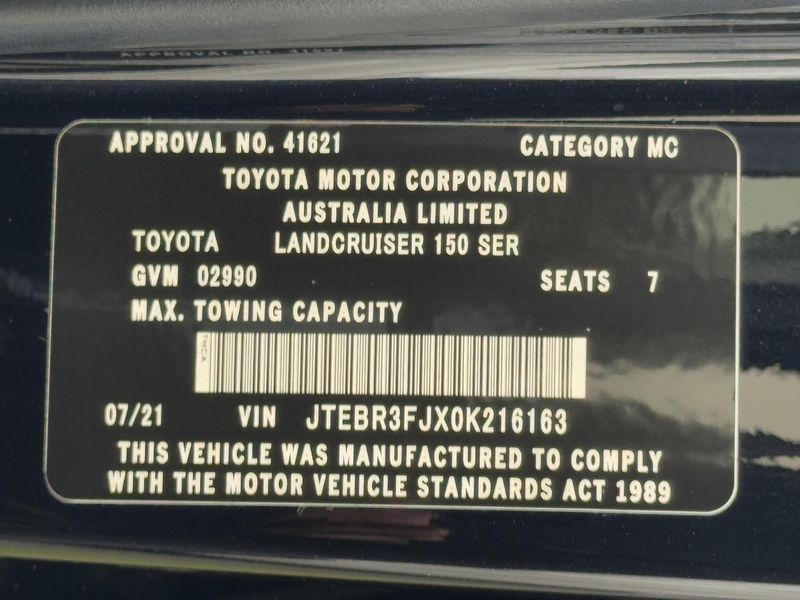 APPROVAL NO. 41621 CATEGORY MC
TOYOTA MOTOR CORPORATION
AUSTRALIA LIMITED
TOYOTA LANDCRUISER 150 SER
GVM 02990 SEATS 7
MAX. TOWING CAPACITY
TMCA
07/21 VIN JTEBR3FJX0K216163
THIS VEHICLE WAS MANUFACTURED TO COMPLY
WITH THE MOTOR VEHICLE STANDARDS ACT 1989